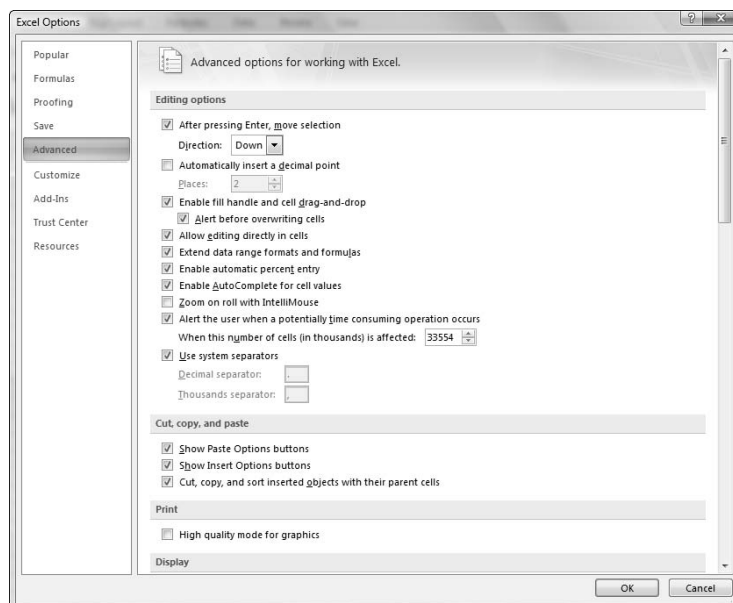 Excel Options
Popular
Formulas
Proofing
Save
Advanced
Customize
Add-Ins
Trust Center
Resources
Advanced options for working with Excel.
Editing options
After pressing Enter, move selection
Direction: Down
Automatically insert a decimal point
Places: 2
Enable fill handle and cell drag-and-drop
Alert before overwriting cells
Allow editing directly in cells
Extend data range formats and formulas
Enable automatic percent entry
Enable AutoComplete for cell values
Zoom on roll with IntelliMouse
Alert the user when a potentially time consuming operation occurs
When this number of cells (in thousands) is affected: 33554
Use system separators
Decimal separator: .
Thousands separator: ,
Cut, copy, and paste
Show Paste Options buttons
Show Insert Options buttons
Cut, copy, and sort inserted objects with their parent cells
Print
High quality mode for graphics
Display
OK Cancel